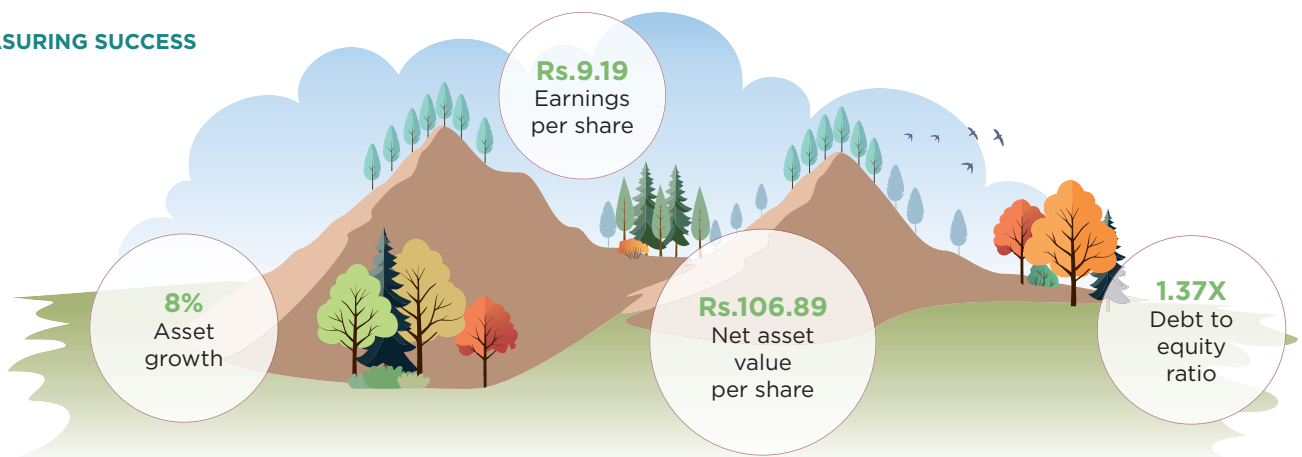 ASURING SUCCESS
Rs.9.19
Earnings
per share
8%
Asset
growth
Rs.106.89
Net asset
value
per share
1.37X
Debt to
equity
ratio